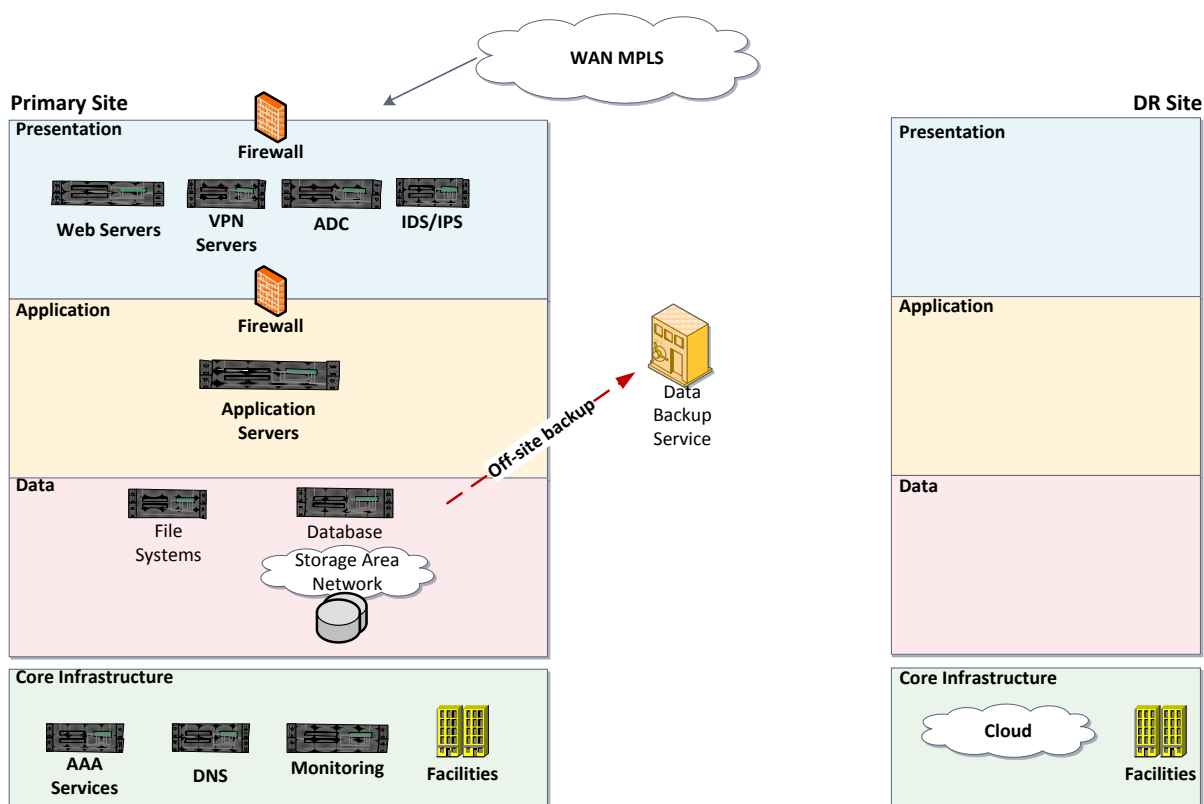 WAN MPLS
Primary Site
DR Site
Presentation
Firewall
Web Servers
VPN
Servers
ADC
IDS/IPS
Presentation
Application
Firewall
Application
Servers
Application
Off-site backup
Data
Backup
Service
Data
File
Systems
Database
Storage Area
Network
Data
Core Infrastructure
AAA
Services
DNS
Monitoring
Facilities
Core Infrastructure
Cloud
Facilities